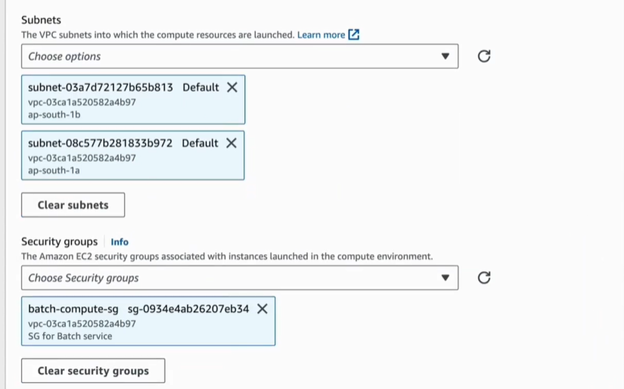 Subnets
The VPC subnets into which the compute resources are launched. Learn more
Choose options
subnet-03a7d72127b65b813 Default
vpc-03ca1a520582a4b97
ap-south-1b
subnet-08c577b281833b972 Default
vpc-03ca1a520582a4b97
ap-south-1a
Clear subnets
Security groups Info
The Amazon EC2 security groups associated with instances launched in the compute environment.
Choose Security groups
batch-compute-sg sg-0934e4ab26207eb34
vpc-03ca1a520582a4b97
SG for Batch service
Clear security groups